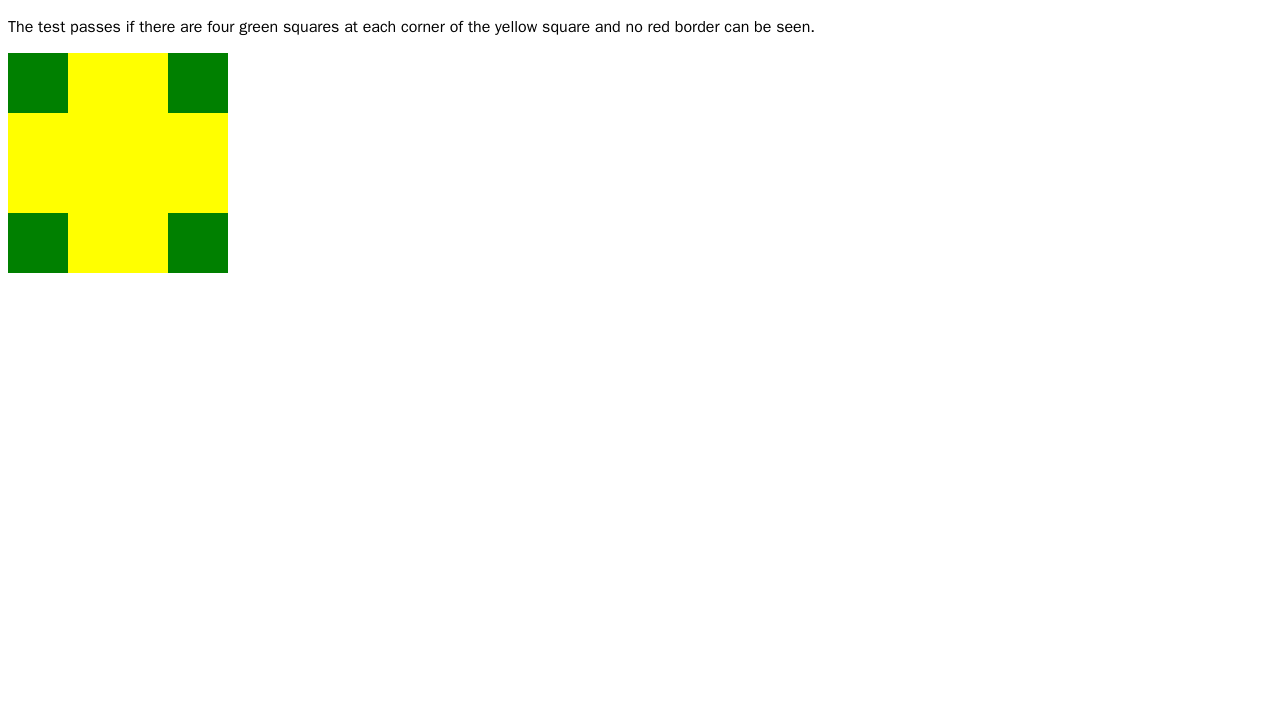 The test passes if there are four green squares at each corner of the yellow square and no red border can be seen.